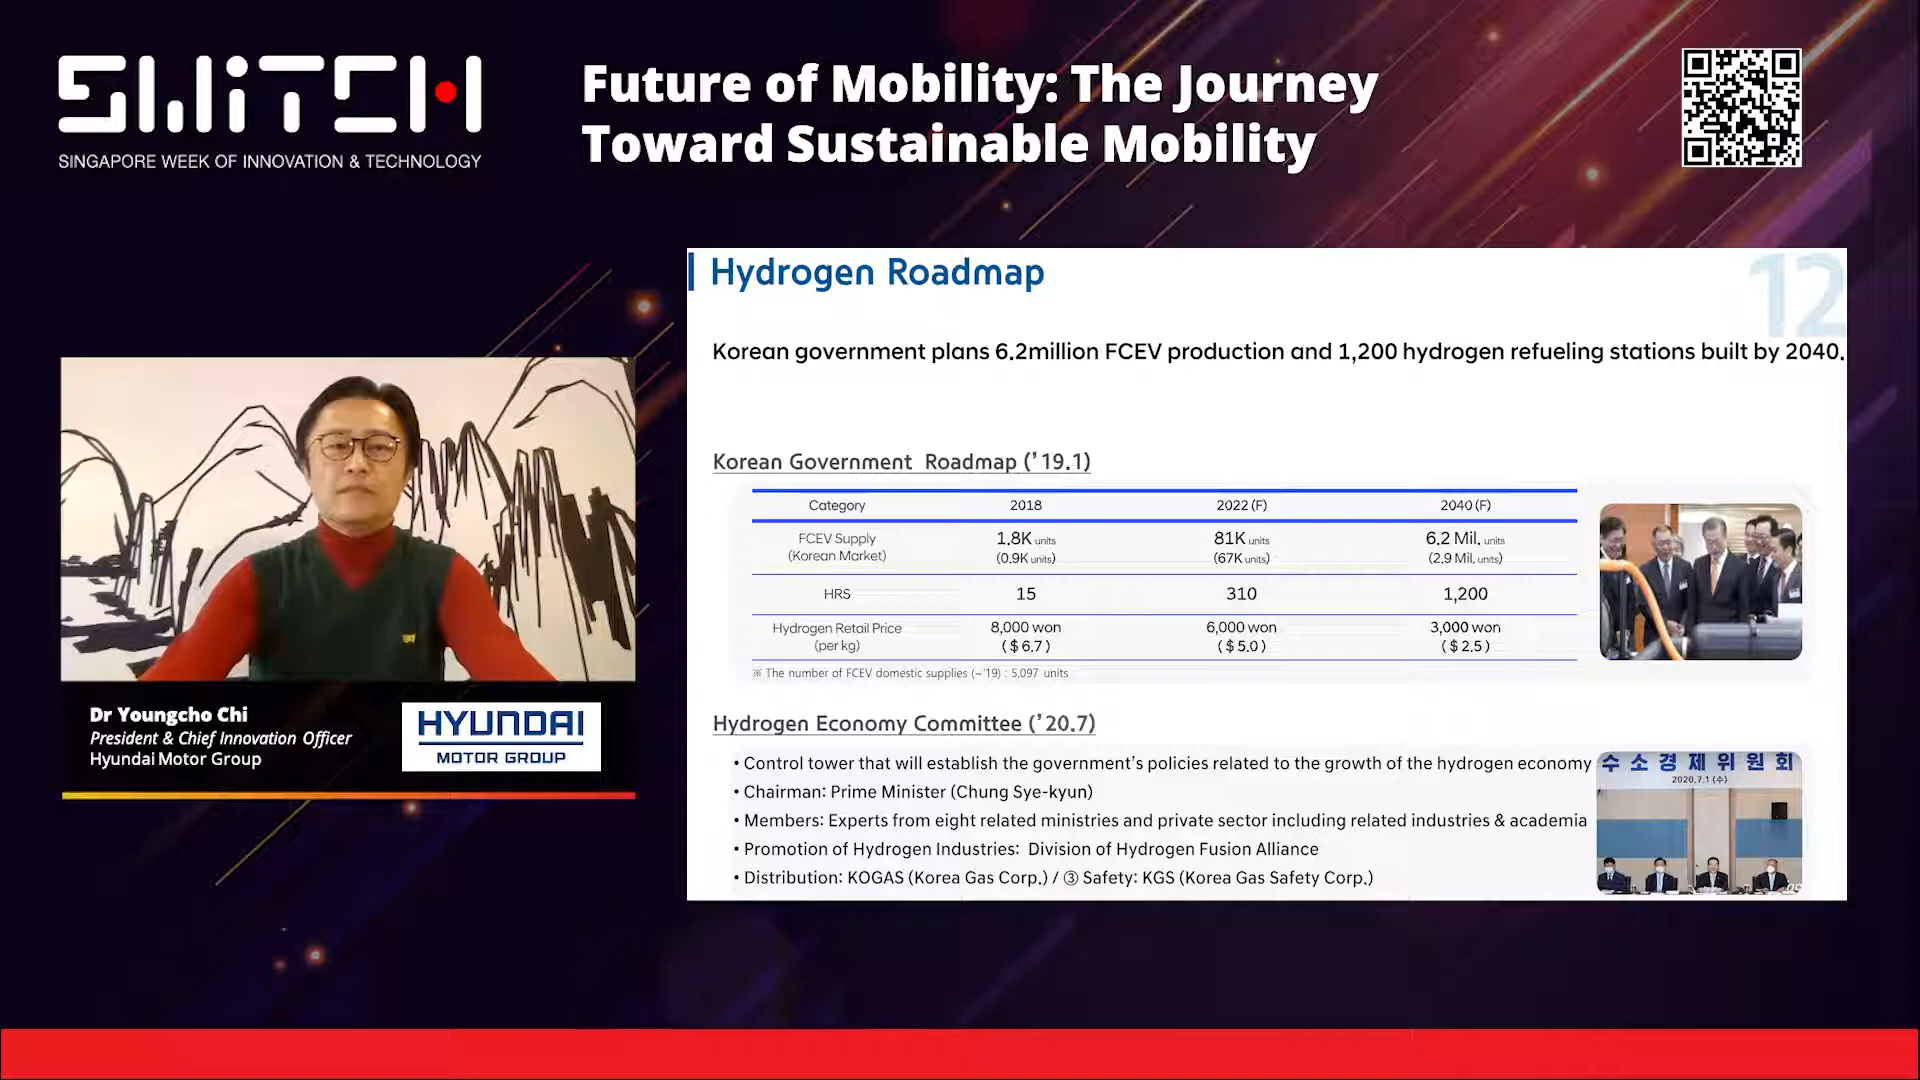 SWITCH
SINGAPORE WEEK OF INNOVATION & TECHNOLOGY
Future of Mobility: The Journey
Toward Sustainable Mobility
Dr Youngcho Chi
President & Chief Innovation Officer
Hyundai Motor Group
HYUNDAI
MOTOR GROUP
Hydrogen Roadmap
12
Korean government plans 6.2million FCEV production and 1,200 hydrogen refueling stations built by 2040.
Korean Government Roadmap ('19.1)
Category 2018 2022 (F) 2040 (F)
FCEV Supply 1.8K units 81K units 6.2 Mil. units
(Korean Market) (0.9K units) (67K units) (2.9 Mil. units)
HRS 15 310 1,200
Hydrogen Retail Price 8,000 won 6,000 won 3,000 won
(per kg) ($ 6.7) ($ 5.0) ($ 2.5)
※ The number of FCEV domestic supplies (~'19) : 5,097 units
Hydrogen Economy Committee ('20.7)
• Control tower that will establish the government's policies related to the growth of the hydrogen economy
• Chairman: Prime Minister (Chung Sye-kyun)
• Members: Experts from eight related ministries and private sector including related industries & academia
• Promotion of Hydrogen Industries: Division of Hydrogen Fusion Alliance
• Distribution: KOGAS (Korea Gas Corp.) / ③ Safety: KGS (Korea Gas Safety Corp.)
수소경제위원회
2020.7.1 (수)